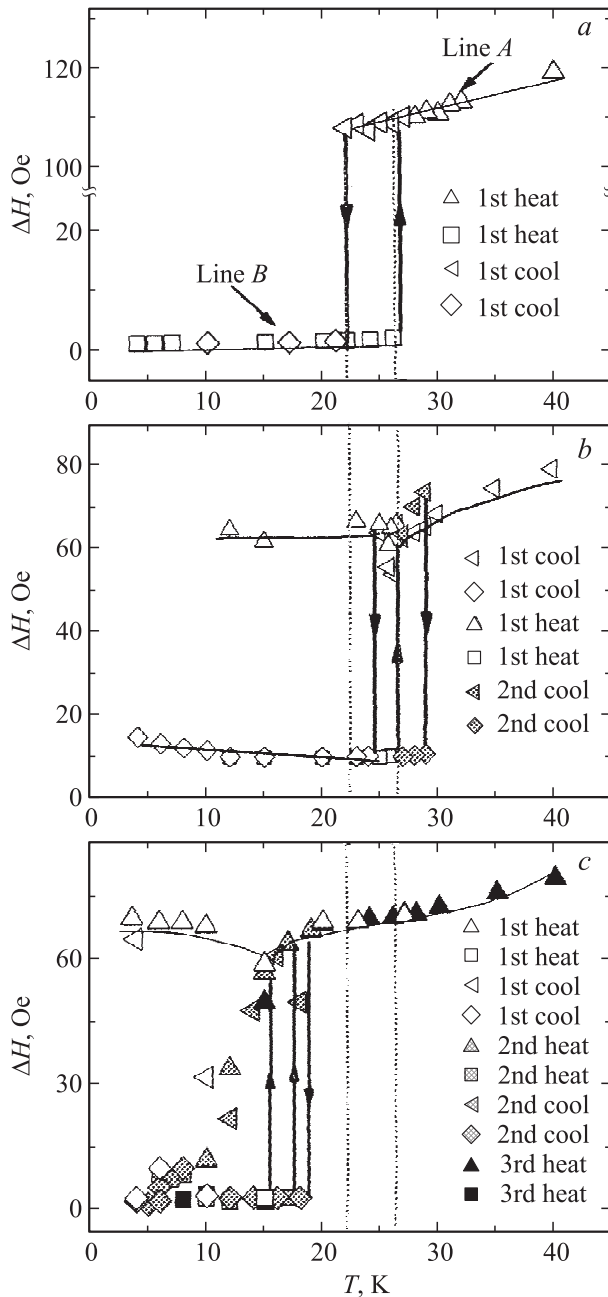 a
Line A
120
100
ΔH, Oe
20
0
Line B
1st heat
1st heat
1st cool
1st cool
0 10 20 30 40
b
80
60
40
20
0
ΔH, Oe
1st cool
1st cool
1st heat
1st heat
2nd cool
2nd cool
0 10 20 30 40
c
60
30
0
ΔH, Oe
1st heat
1st heat
1st cool
1st cool
2nd heat
2nd heat
2nd cool
2nd cool
3rd heat
3rd heat
0 10 20 30 40
T, K